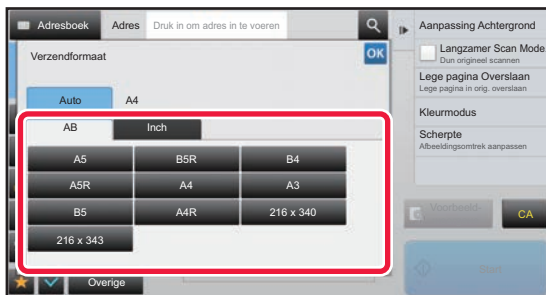 Adresboek Adres Druk in om adres in te voeren
Verzendformaat OK
Auto A4
AB Inch
A5 B5R B4
A5R A4 A3
B5 A4R 216 x 340
216 x 343
Overige
Aanpassing Achtergrond
Langzamer Scan Mode
Dun origineel scannen
Lege pagina Overslaan
Lege pagina in orig. overslaan
Kleurmodus
Scherpte
Afbeeldingsomtrek aanpassen
Voorbeeld- CA
Start